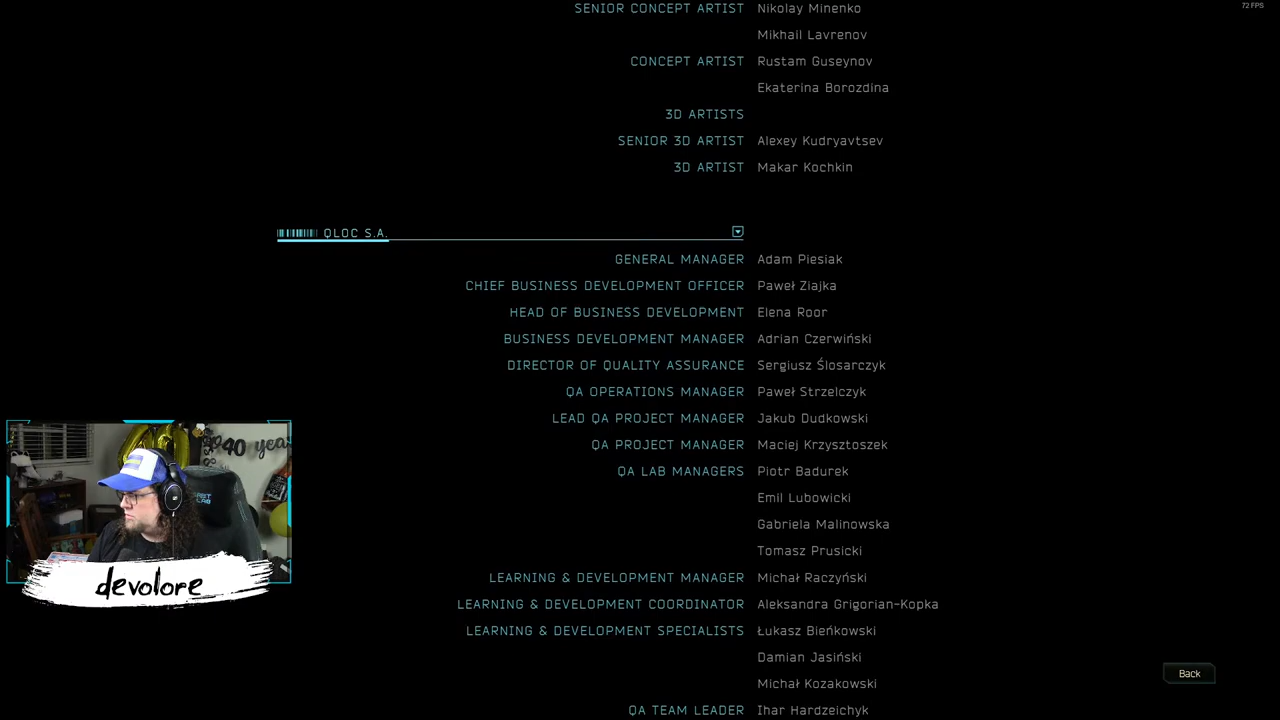 72 FPS
SENIOR CONCEPT ARTIST Nikolay Minenko
Mikhail Lavrenov
CONCEPT ARTIST Rustam Guseynov
Ekaterina Borozdina
3D ARTISTS
SENIOR 3D ARTIST Alexey Kudryavtsev
3D ARTIST Makar Kochkin
QLOC S.A.
GENERAL MANAGER Adam Piesiak
CHIEF BUSINESS DEVELOPMENT OFFICER Paweł Ziajka
HEAD OF BUSINESS DEVELOPMENT Elena Roor
BUSINESS DEVELOPMENT MANAGER Adrian Czerwiński
DIRECTOR OF QUALITY ASSURANCE Sergiusz Ślosarczyk
QA OPERATIONS MANAGER Paweł Strzelczyk
LEAD QA PROJECT MANAGER Jakub Dudkowski
QA PROJECT MANAGER Maciej Krzysztoszek
QA LAB MANAGERS Piotr Badurek
Emil Lubowicki
Gabriela Malinowska
Tomasz Prusicki
LEARNING & DEVELOPMENT MANAGER Michał Raczyński
LEARNING & DEVELOPMENT COORDINATOR Aleksandra Grigorian-Kopka
LEARNING & DEVELOPMENT SPECIALISTS Łukasz Bieńkowski
Damian Jasiński
Michał Kozakowski
QA TEAM LEADER Ihar Hardzeichyk
Back
40 yea
devolore